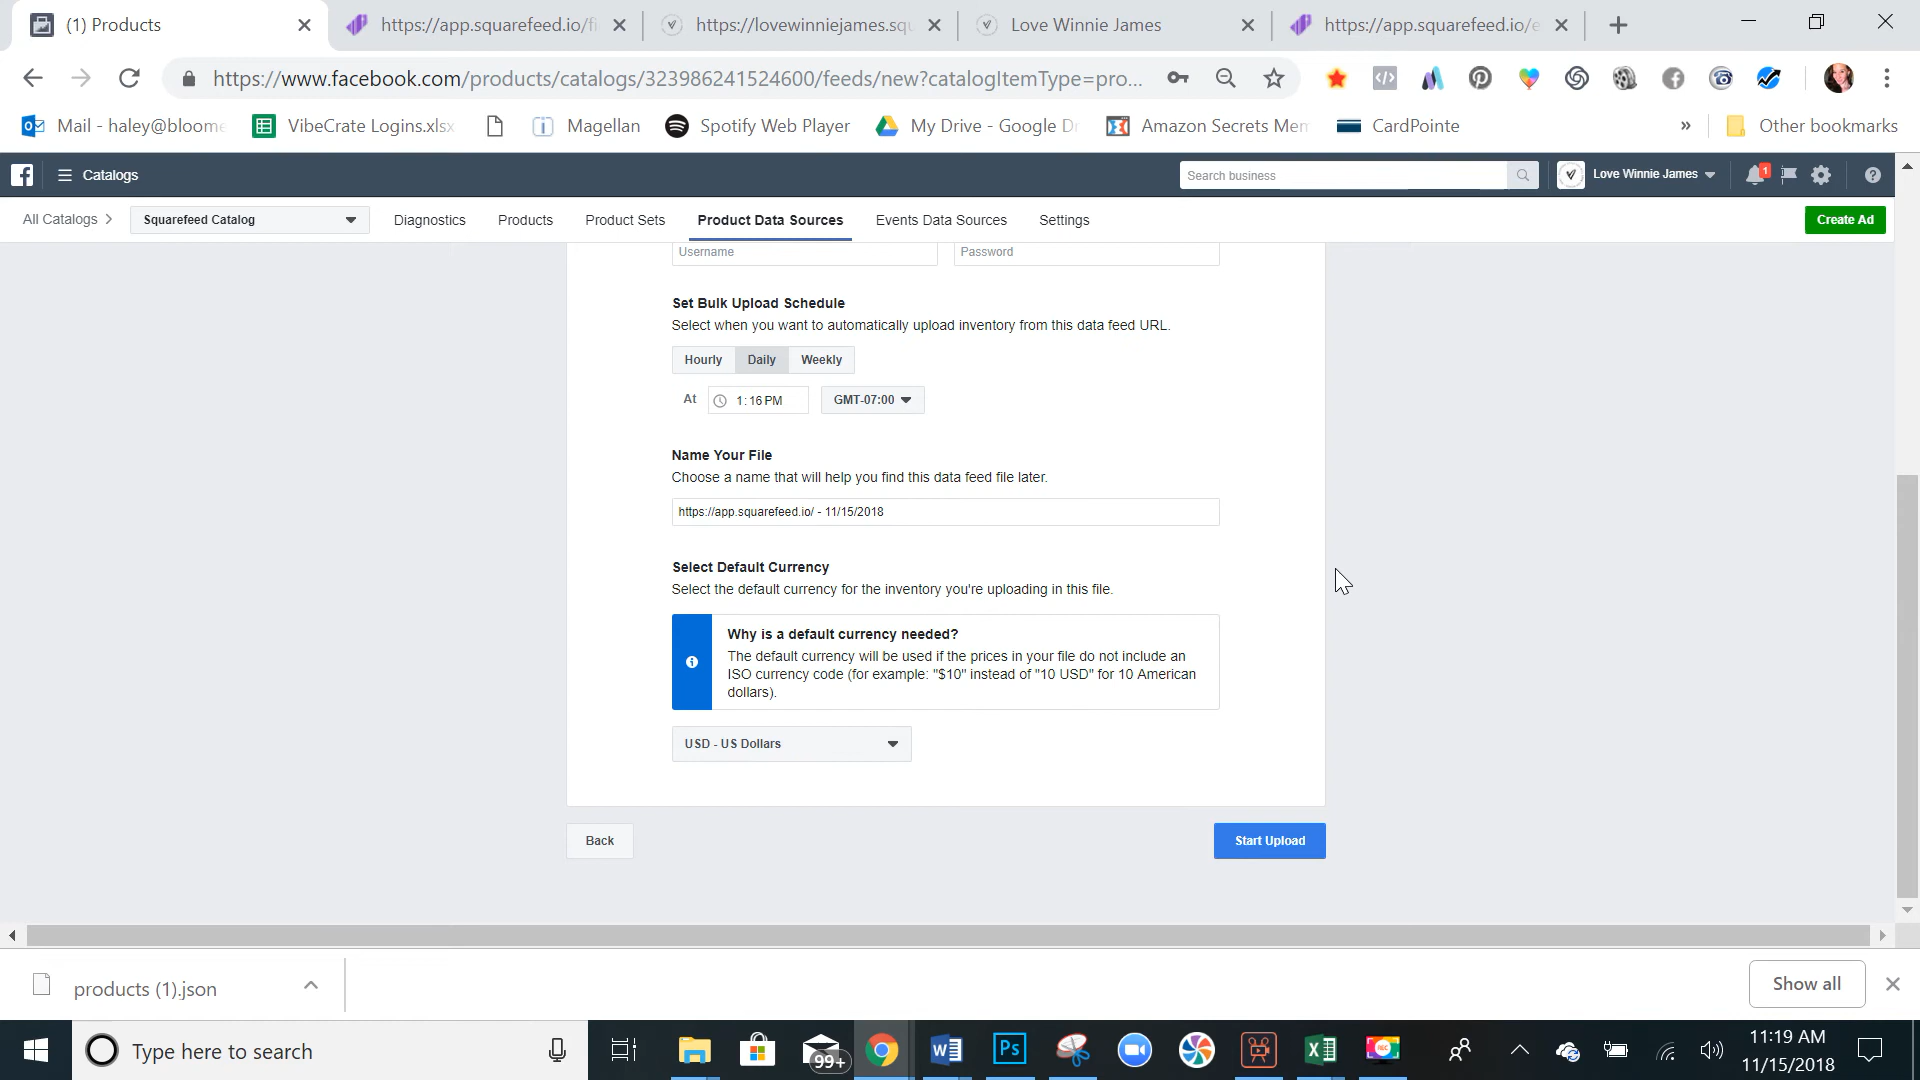 (1) Products
https://app.squarefeed.io/fi
https://lovewinniejames.squ
Love Winnie James
https://app.squarefeed.io/e
https://www.facebook.com/products/catalogs/323986241524600/feeds/new?catalogItemType=pro...
Mail - haley@bloome
VibeCrate Logins.xlsx
Magellan
Spotify Web Player
My Drive - Google D
Amazon Secrets Mem
CardPointe
»
Other bookmarks
Catalogs
Search business
Love Winnie James
1
All Catalogs
Squarefeed Catalog
Diagnostics
Products
Product Sets
Product Data Sources
Events Data Sources
Settings
Create Ad
Username
Password
Set Bulk Upload Schedule
Select when you want to automatically upload inventory from this data feed URL.
Hourly
Daily
Weekly
At
1:16 PM
GMT-07:00
Name Your File
Choose a name that will help you find this data feed file later.
https://app.squarefeed.io/ - 11/15/2018
Select Default Currency
Select the default currency for the inventory you're uploading in this file.
Why is a default currency needed?
The default currency will be used if the prices in your file do not include an
ISO currency code (for example: "$10" instead of "10 USD" for 10 American
dollars).
USD - US Dollars
Back
Start Upload
products (1).json
Show all
Type here to search
99+
Ps
REC
11:19 AM
11/15/2018